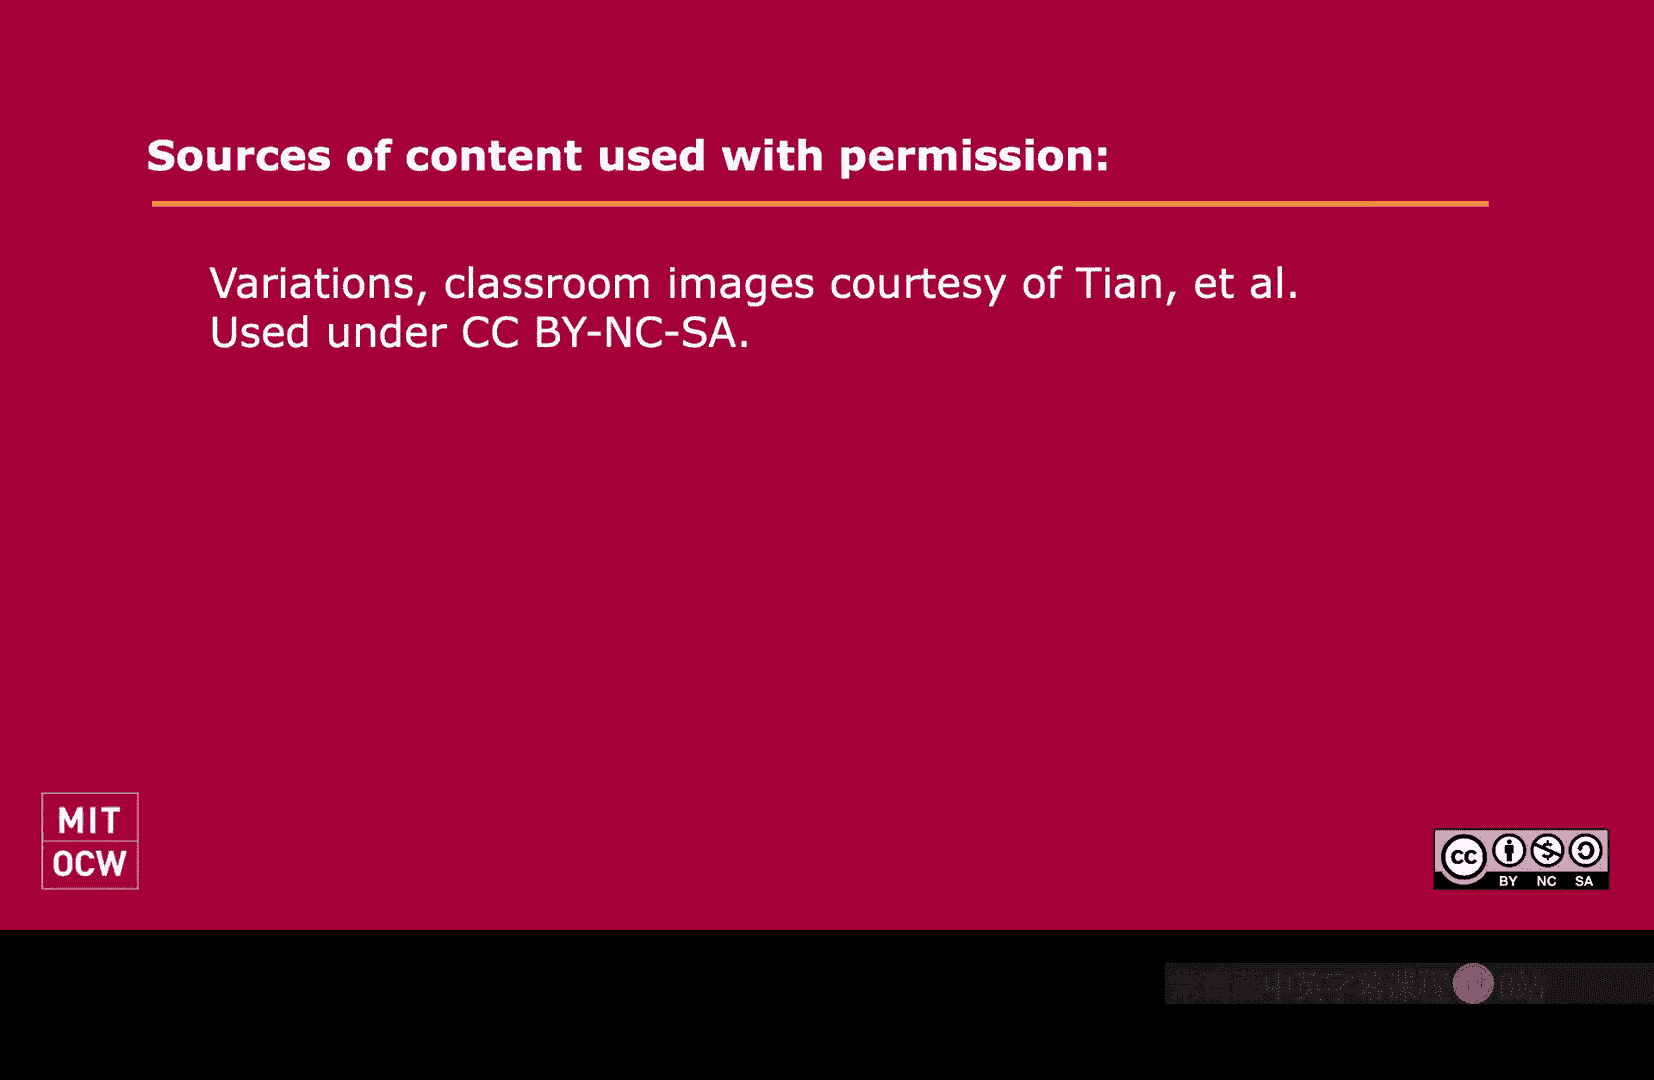 Sources of content used with permission:
Variations, classroom images courtesy of Tian, et al.
Used under CC BY-NC-SA.
MIT
OCW
cc
BY NC SA